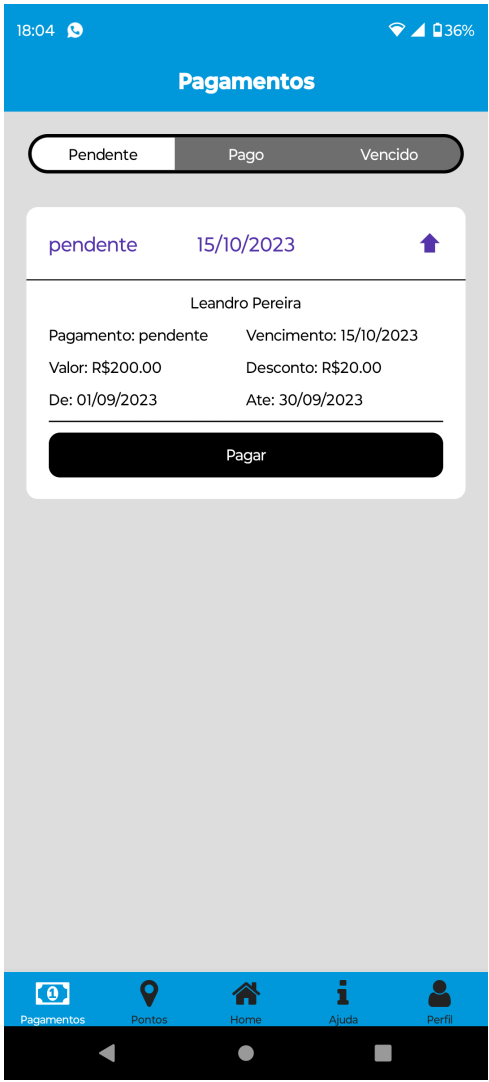 18:04 36%
Pagamentos
Pendente Pago Vencido
pendente 15/10/2023
Leandro Pereira
Pagamento: pendente Vencimento: 15/10/2023
Valor: R$200.00 Desconto: R$20.00
De: 01/09/2023 Ate: 30/09/2023
Pagar
1
Pagamentos Pontos Home Ajuda Perfil